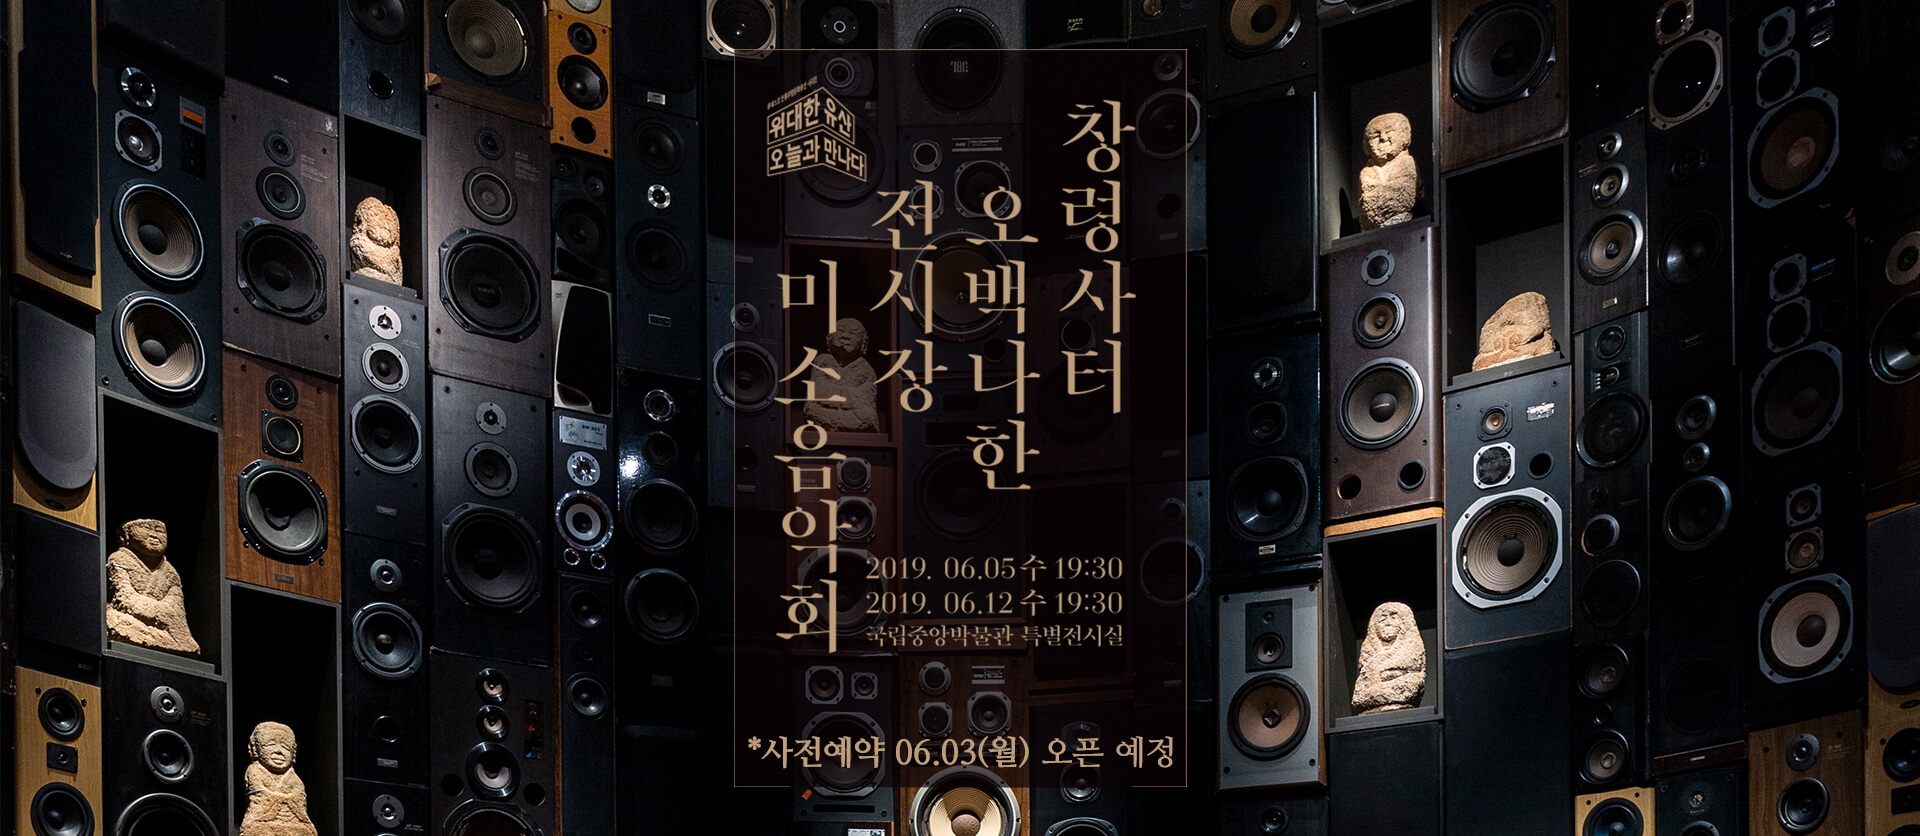 위대한 유산
오늘과 만나다
창령사터
오백나한
전시장
미소음악회
2019. 06.05 수 19:30
2019. 06.12 수 19:30
국립중앙박물관 특별전시실
*사전예약 06.03(월) 오픈 예정
JBL